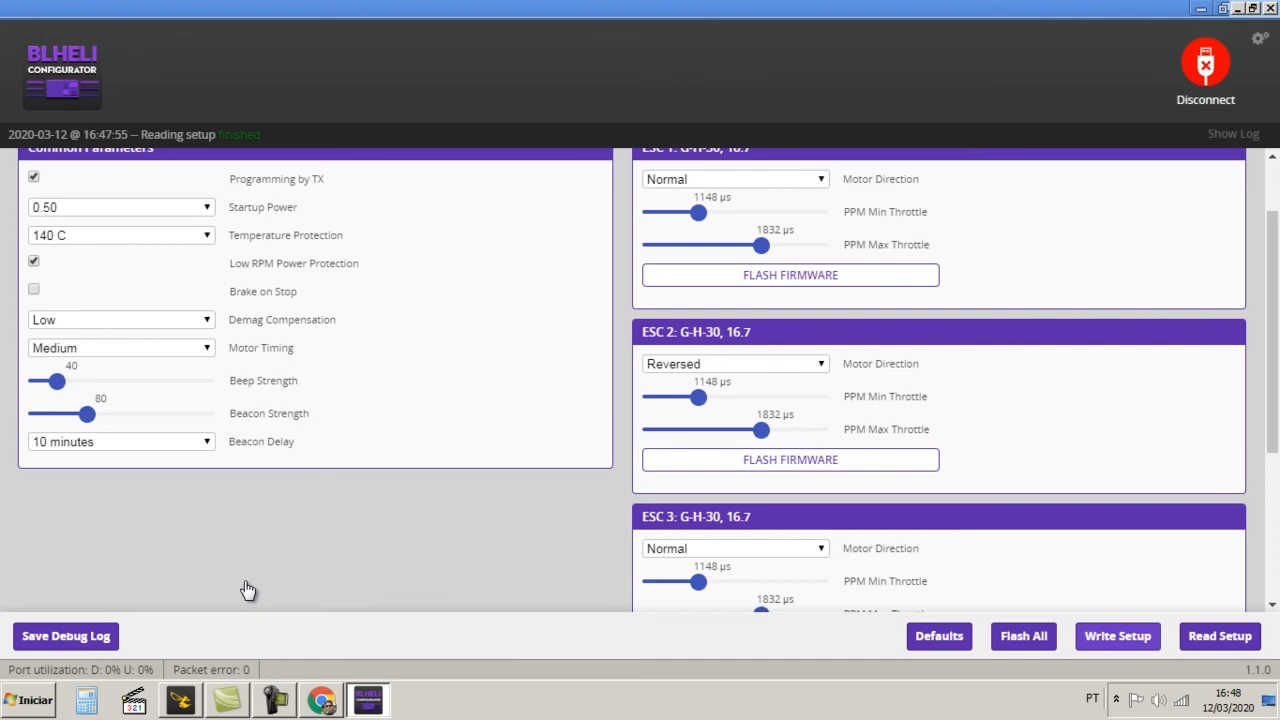 BLHELI
CONFIGURATOR
Disconnect
2020-03-12 @ 16:47:55 -- Reading setup finished
Show Log
Common Parameters
Programming by TX
0.50
Startup Power
140 C
Temperature Protection
Low RPM Power Protection
Brake on Stop
Low
Demag Compensation
Medium
Motor Timing
40
Beep Strength
80
Beacon Strength
10 minutes
Beacon Delay
ESC 1: G-H-30, 16.7
Normal
Motor Direction
1148 µs
PPM Min Throttle
1832 µs
PPM Max Throttle
FLASH FIRMWARE
ESC 2: G-H-30, 16.7
Reversed
Motor Direction
1148 µs
PPM Min Throttle
1832 µs
PPM Max Throttle
FLASH FIRMWARE
ESC 3: G-H-30, 16.7
Normal
Motor Direction
1148 µs
PPM Min Throttle
1832 µs
PPM Max Throttle
Save Debug Log
Defaults
Flash All
Write Setup
Read Setup
Port utilization: D: 0% U: 0%
Packet error: 0
1.1.0
Iniciar
321
BLHELI
PT
16:48
12/03/2020